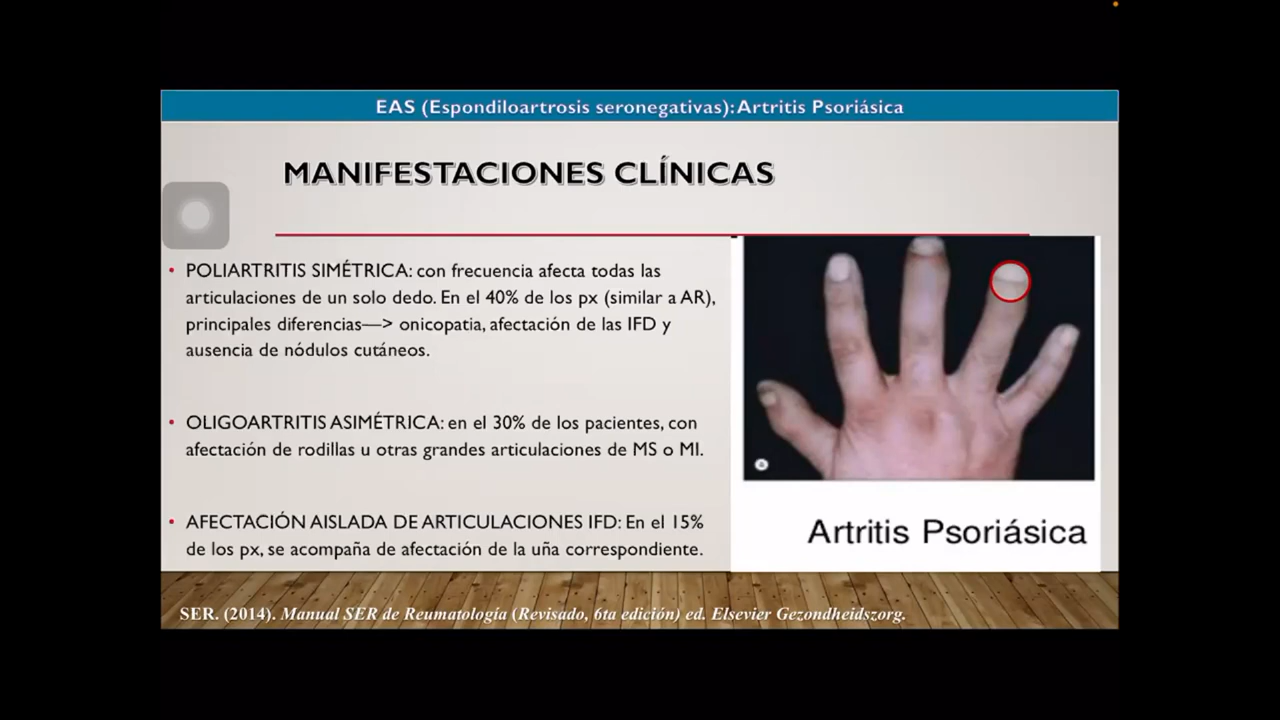 EAS (Espondiloartrosis seronegativas): Artritis Psoriásica
MANIFESTACIONES CLÍNICAS
• POLIARTRITIS SIMÉTRICA: con frecuencia afecta todas las
articulaciones de un solo dedo. En el 40% de los px (similar a AR),
principales diferencias—> onicopatia, afectación de las IFD y
ausencia de nódulos cutáneos.
• OLIGOARTRITIS ASIMÉTRICA: en el 30% de los pacientes, con
afectación de rodillas u otras grandes articulaciones de MS o MI.
• AFECTACIÓN AISLADA DE ARTICULACIONES IFD: En el 15%
de los px, se acompaña de afectación de la uña correspondiente.
Artritis Psoriásica
SER. (2014). Manual SER de Reumatología (Revisado, 6ta edición) ed. Elsevier Gezondheidszorg.